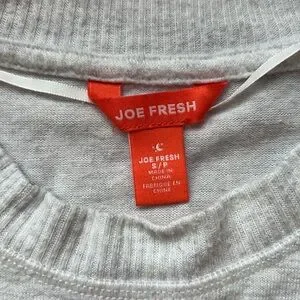 JOE FRESH
JOE FRESH
S/P
MADE IN
CHINA
FABRIQUÉ EN
CHINE